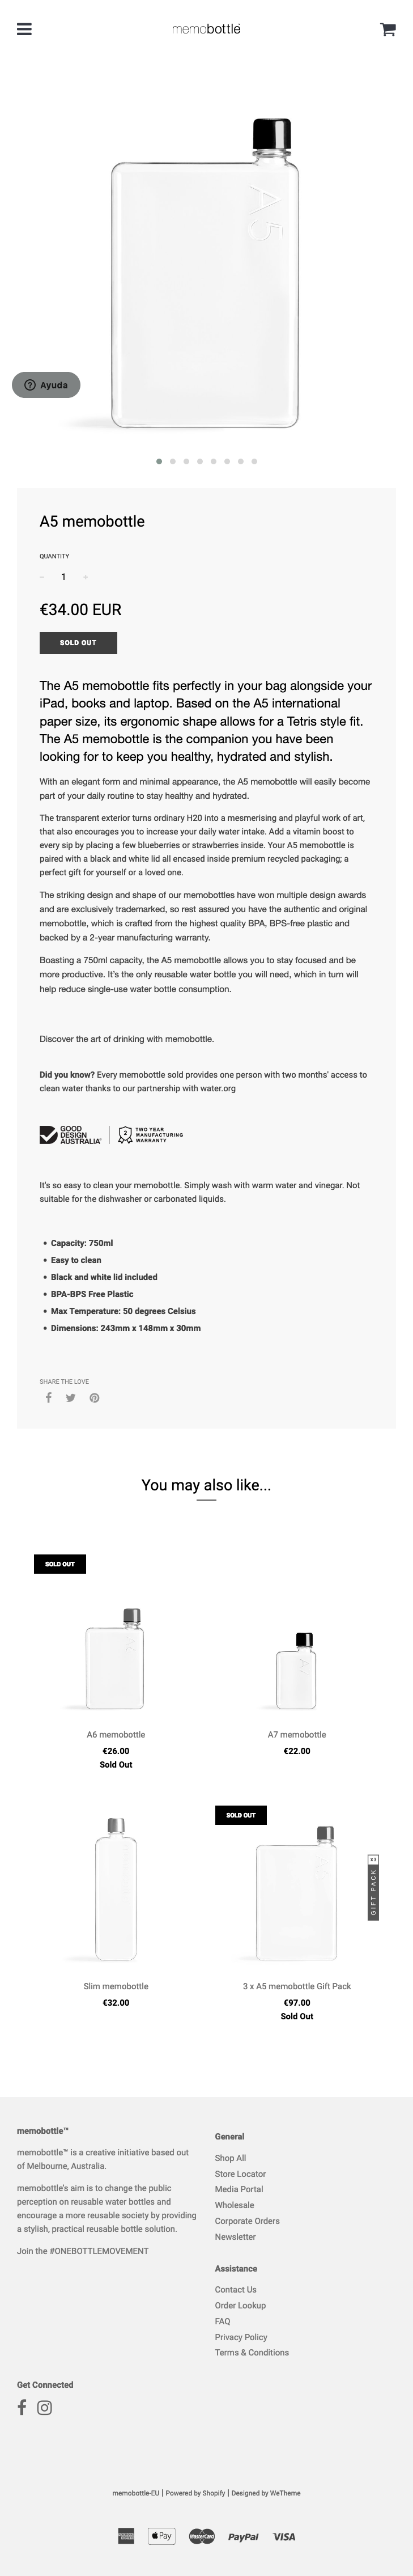 memobottle
A5
Ayuda
A5 memobottle
QUANTITY
- 1 +
€34.00 EUR
SOLD OUT
The A5 memobottle fits perfectly in your bag alongside your
iPad, books and laptop. Based on the A5 international
paper size, its ergonomic shape allows for a Tetris style fit.
The A5 memobottle is the companion you have been
looking for to keep you healthy, hydrated and stylish.
With an elegant form and minimal appearance, the A5 memobottle will easily become
part of your daily routine to stay healthy and hydrated.
The transparent exterior turns ordinary H20 into a mesmerising and playful work of art,
that also encourages you to increase your daily water intake. Add a vitamin boost to
every sip by placing a few blueberries or strawberries inside. Your A5 memobottle is
paired with a black and white lid all encased inside premium recycled packaging; a
perfect gift for yourself or a loved one.
The striking design and shape of our memobottles have won multiple design awards
and are exclusively trademarked, so rest assured you have the authentic and original
memobottle, which is crafted from the highest quality BPA, BPS-free plastic and
backed by a 2-year manufacturing warranty.
Boasting a 750ml capacity, the A5 memobottle allows you to stay focused and be
more productive. It's the only reusable water bottle you will need, which in turn will
help reduce single-use water bottle consumption.
Discover the art of drinking with memobottle.
Did you know? Every memobottle sold provides one person with two months' access to
clean water thanks to our partnership with water.org
GOOD
DESIGN
AUSTRALIA
2
TWO YEAR
MANUFACTURING
WARRANTY
It's so easy to clean your memobottle. Simply wash with warm water and vinegar. Not
suitable for the dishwasher or carbonated liquids.
• Capacity: 750ml
• Easy to clean
• Black and white lid included
• BPA-BPS Free Plastic
• Max Temperature: 50 degrees Celsius
• Dimensions: 243mm x 148mm x 30mm
SHARE THE LOVE
You may also like...
SOLD OUT
A6 memobottle
€26.00
Sold Out
A7 memobottle
€22.00
Slim memobottle
€32.00
SOLD OUT
x3
GIFT PACK
3 x A5 memobottle Gift Pack
€97.00
Sold Out
memobottle™
memobottle™ is a creative initiative based out
of Melbourne, Australia.
memobottle's aim is to change the public
perception on reusable water bottles and
encourage a more reusable society by providing
a stylish, practical reusable bottle solution.
Join the #ONEBOTTLEMOVEMENT
General
Shop All
Store Locator
Media Portal
Wholesale
Corporate Orders
Newsletter
Assistance
Contact Us
Order Lookup
FAQ
Privacy Policy
Terms & Conditions
Get Connected
memobottle-EU | Powered by Shopify | Designed by WeTheme
AMERICAN EXPRESS
Pay
MasterCard
PayPal
VISA